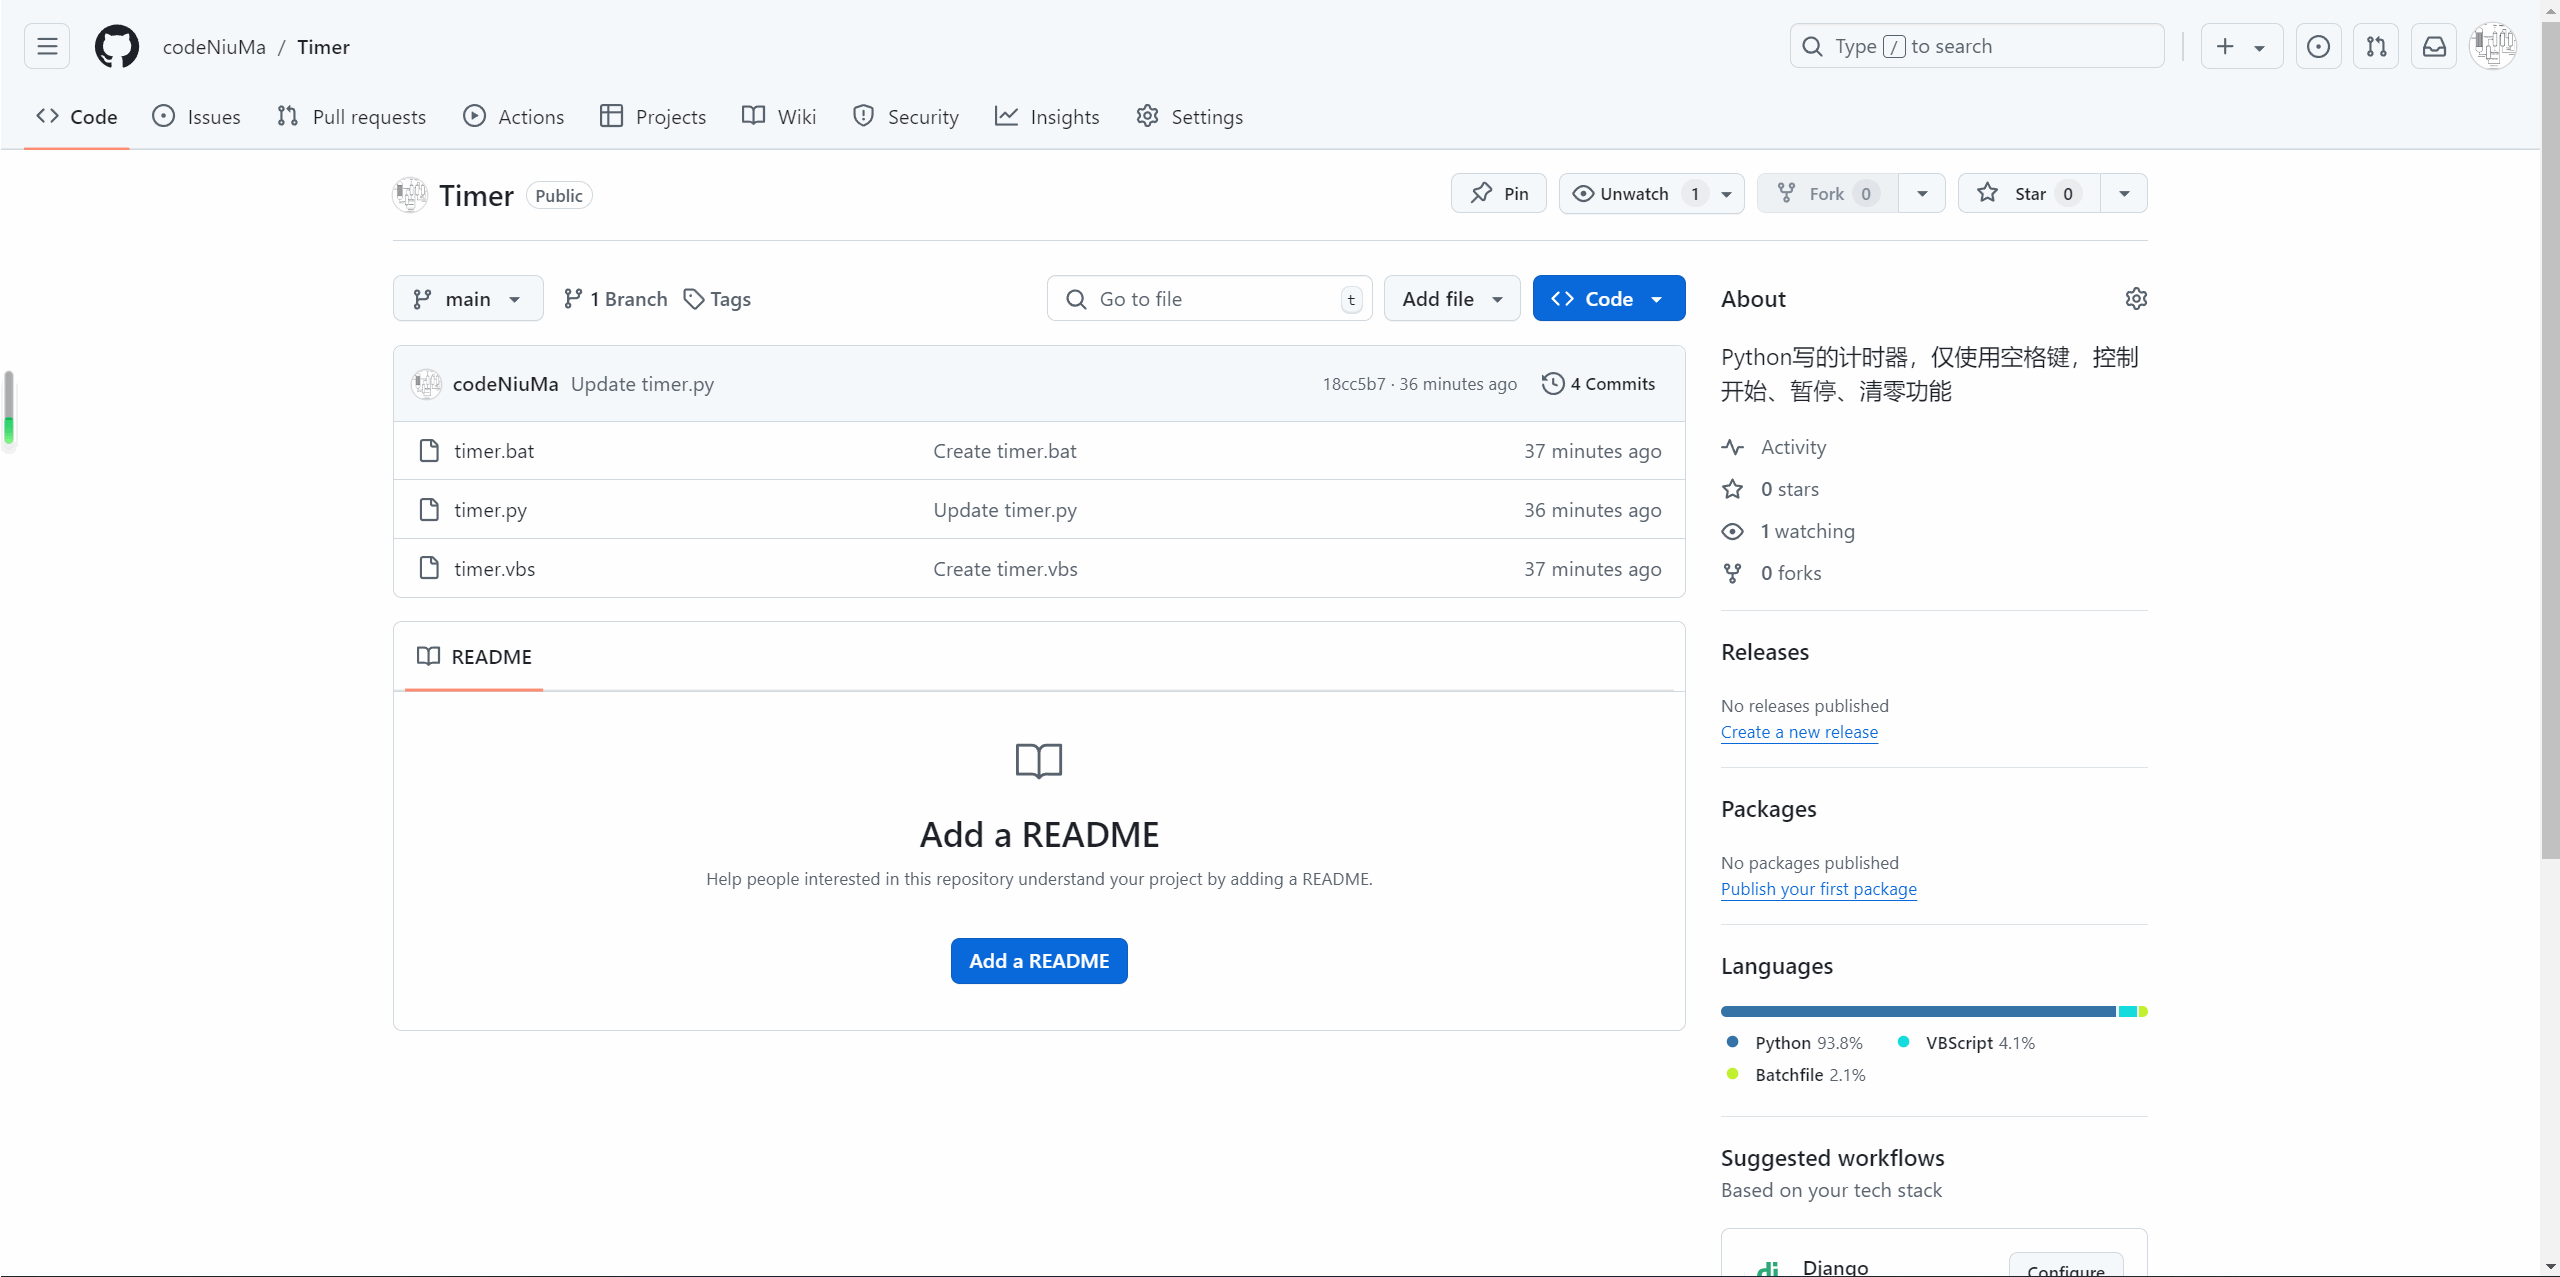 codeNiuMa / Timer
Type / to search
Code Issues Pull requests Actions Projects Wiki Security Insights Settings
Timer Public
Pin Unwatch 1 Fork 0 Star 0
main 1 Branch Tags Go to file t Add file Code
codeNiuMa Update timer.py 18cc5b7 · 36 minutes ago 4 Commits
timer.bat Create timer.bat 37 minutes ago
timer.py Update timer.py 36 minutes ago
timer.vbs Create timer.vbs 37 minutes ago
README
Add a README
Help people interested in this repository understand your project by adding a README.
Add a README
About
Python写的计时器，仅使用空格键，控制
开始、暂停、清零功能
Activity
0 stars
1 watching
0 forks
Releases
No releases published
Create a new release
Packages
No packages published
Publish your first package
Languages
Python 93.8% VBScript 4.1%
Batchfile 2.1%
Suggested workflows
Based on your tech stack
dj Django Configure